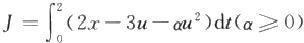 J = ∫₀²(2x − 3u − αu²)dt(α ≥ 0)